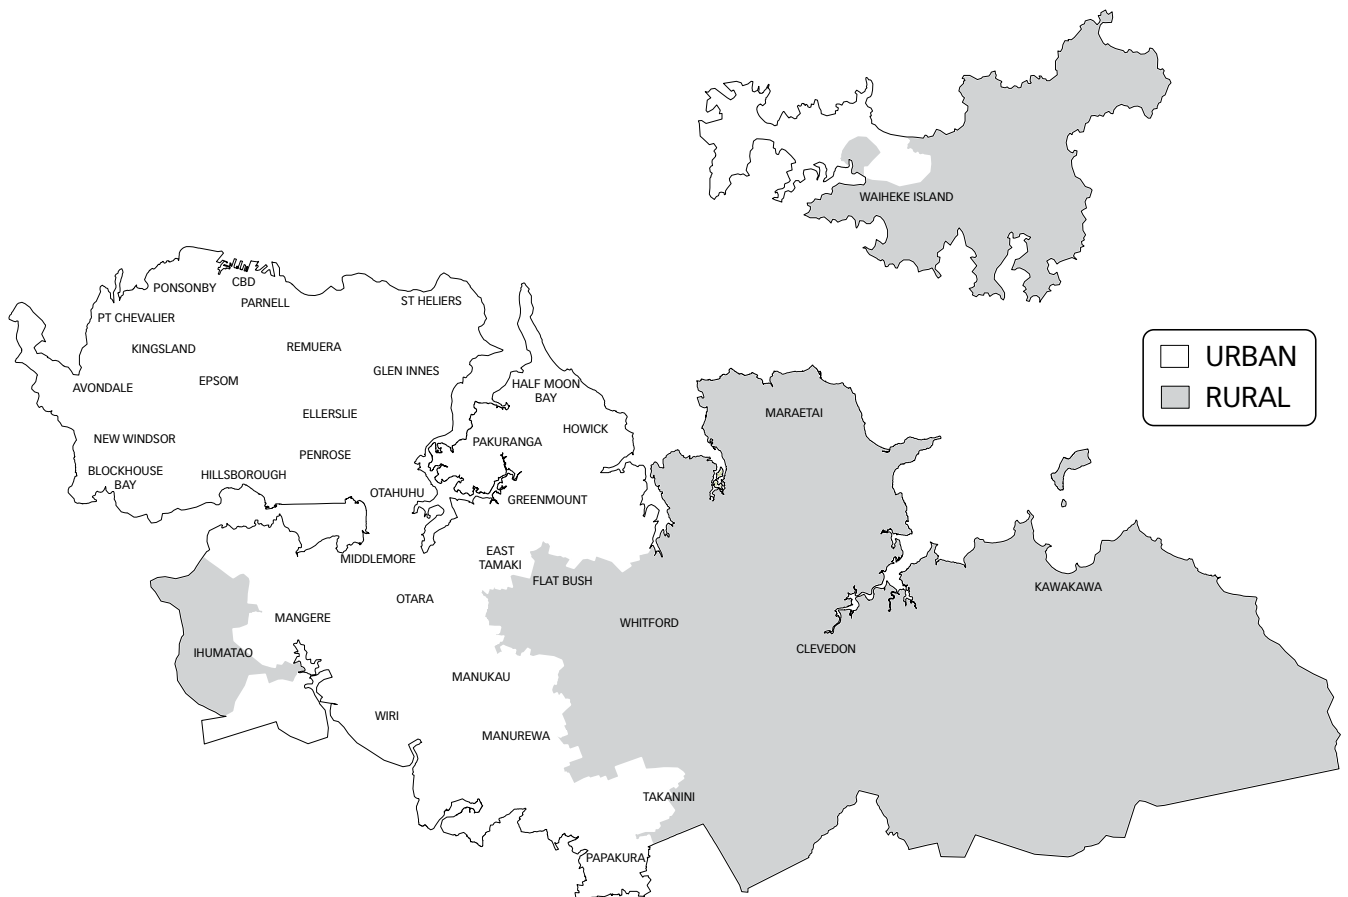 WAIHEKE ISLAND
PONSONBY
CBD
PARNELL
ST HELIERS
PT CHEVALIER
KINGSLAND
REMUERA
URBAN
RURAL
GLEN INNES
AVONDALE
EPSOM
HALF MOON
BAY
ELLERSLIE
MARAETAI
HOWICK
NEW WINDSOR
PAKURANGA
PENROSE
BLOCKHOUSE
BAY
HILLSBOROUGH
OTAHUHU
GREENMOUNT
MIDDLEMORE
EAST
TAMAKI
FLAT BUSH
KAWAKAWA
OTARA
MANGERE
WHITFORD
IHUMATAO
CLEVEDON
MANUKAU
WIRI
MANUREWA
TAKANINI
PAPAKURA